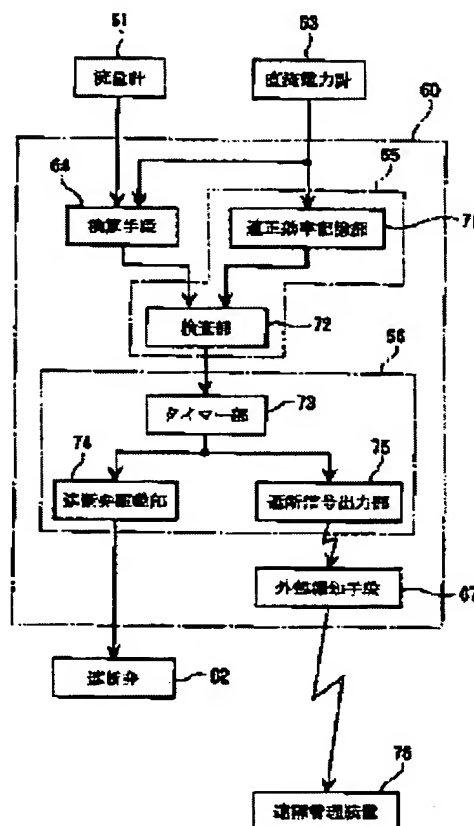 51
53
流量計
直流電力計
60
64
65
演算手段
適正効率記憶部
71
検査部
72
66
タイマー部
73
74
75
遮断弁駆動部
遮断信号出力部
外部通知手段
67
遮断弁
62
76
遠隔管理装置